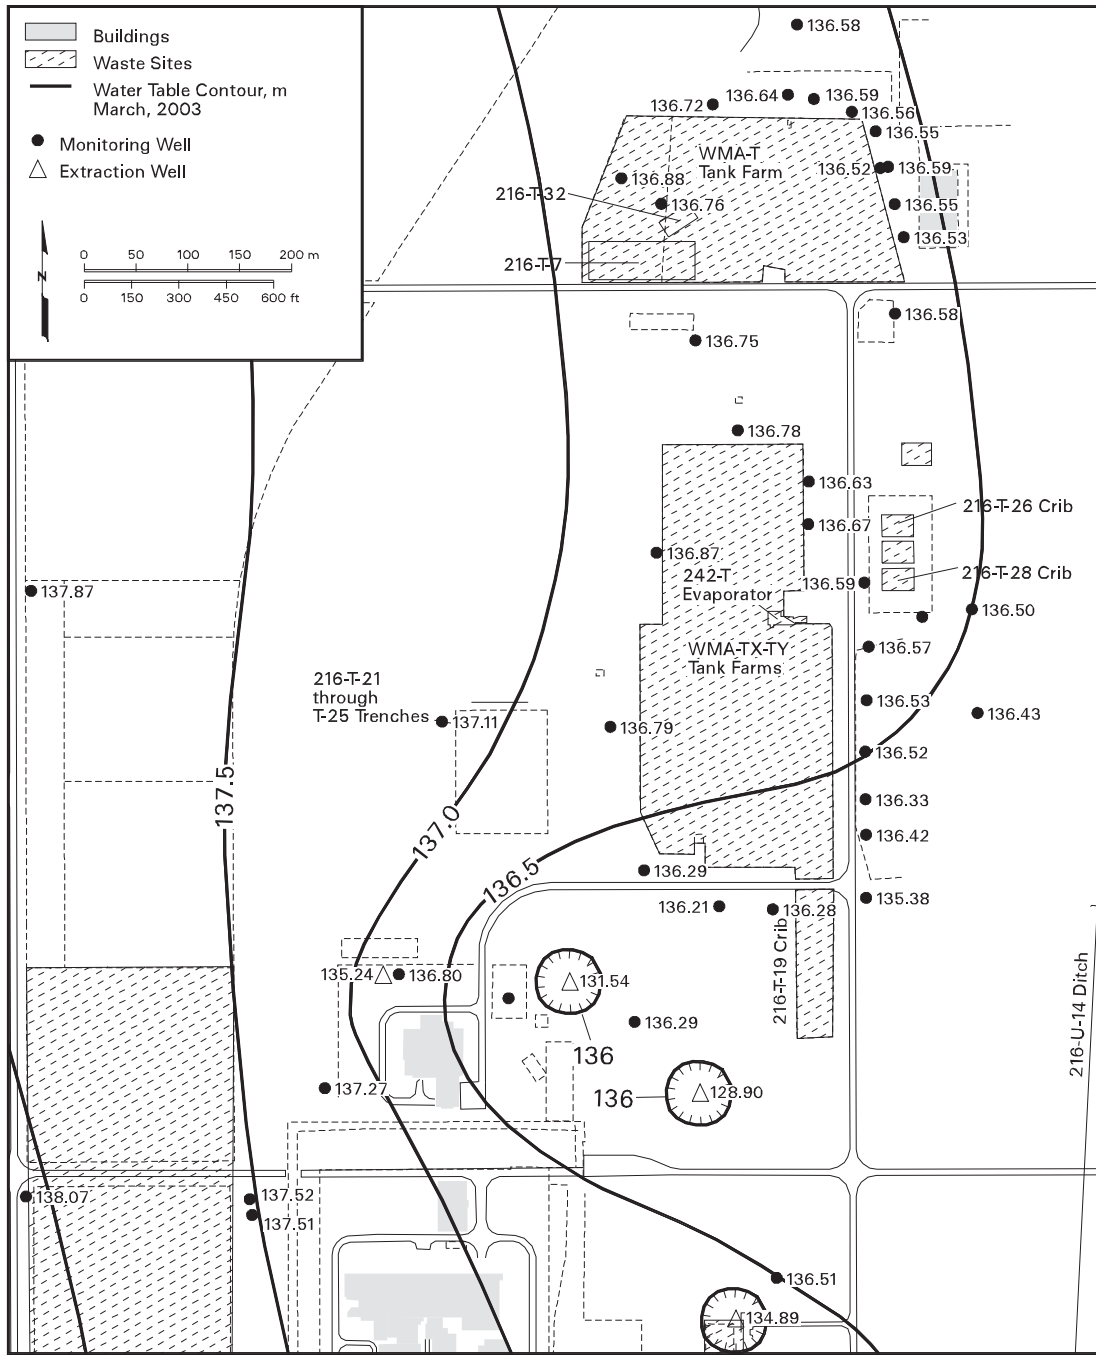 Buildings
Waste Sites
Water Table Contour, m
March, 2003
Monitoring Well
Extraction Well
N
0 50 100 150 200 m
0 150 300 450 600 ft
136.58
136.72
136.64
136.59
136.56
136.55
WMA-T
Tank Farm
136.52
136.59
136.88
216-T-32
136.76
136.55
136.53
216-T-7
136.58
136.75
136.78
136.63
216-T-26 Crib
136.67
136.87
242-T
Evaporator
136.59
216-T-28 Crib
137.87
136.50
136.57
WMA-TX-TY
Tank Farms
216-T-21
through
T-25 Trenches
137.11
136.79
136.53
136.43
136.52
137.5
137.0
136.33
136.42
136.5
136.29
135.38
136.21
136.28
216-T-19 Crib
135.24
136.80
131.54
136.29
216-U-14 Ditch
136
137.27
136
128.90
138.07
137.52
137.51
136.51
134.89